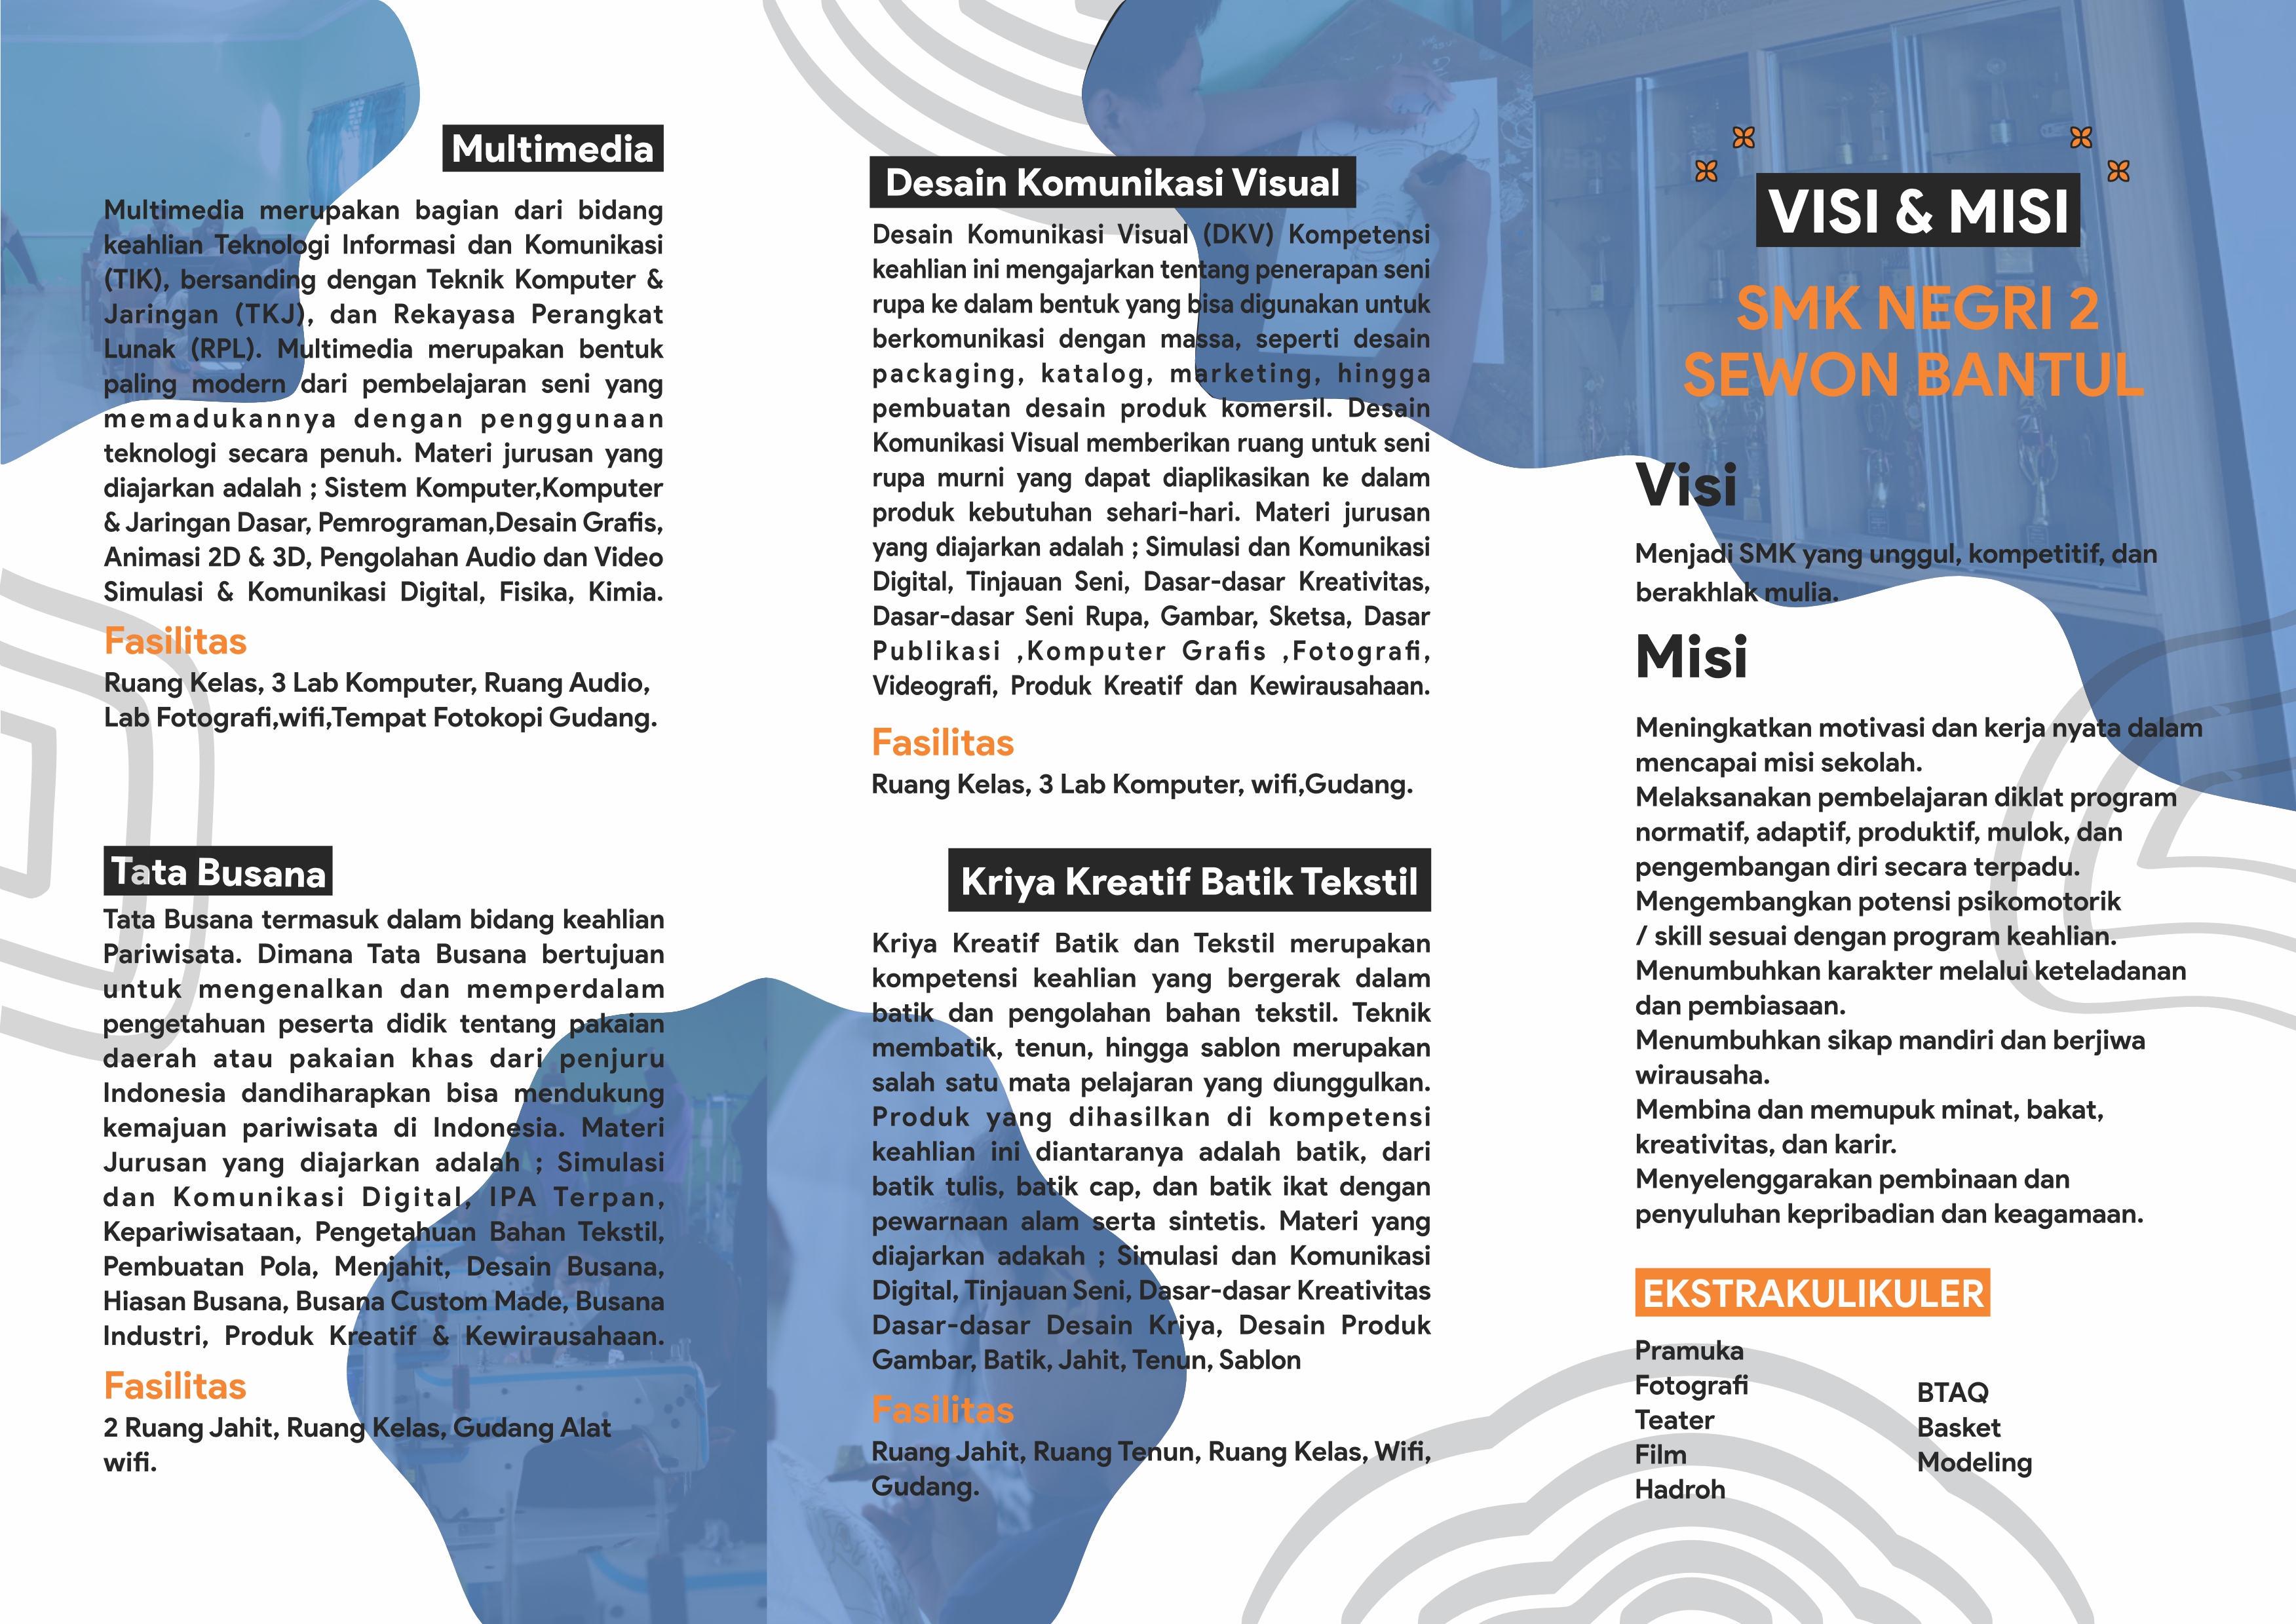 Multimedia
Multimedia merupakan bagian dari bidang
keahlian Teknologi Informasi dan Komunikasi
(TIK), bersanding dengan Teknik Komputer &
Jaringan (TKJ), dan Rekayasa Perangkat
Lunak (RPL). Multimedia merupakan bentuk
paling modern dari pembelajaran seni yang
memadukannya dengan penggunaan
teknologi secara penuh. Materi jurusan yang
diajarkan adalah ; Sistem Komputer,Komputer
& Jaringan Dasar, Pemrograman,Desain Grafis,
Animasi 2D & 3D, Pengolahan Audio dan Video
Simulasi & Komunikasi Digital, Fisika, Kimia.
Fasilitas
Ruang Kelas, 3 Lab Komputer, Ruang Audio,
Lab Fotografi,wifi,Tempat Fotokopi Gudang.
Tata Busana
Tata Busana termasuk dalam bidang keahlian
Pariwisata. Dimana Tata Busana bertujuan
untuk mengenalkan dan memperdalam
pengetahuan peserta didik tentang pakaian
daerah atau pakaian khas dari penjuru
Indonesia dandiharapkan bisa mendukung
kemajuan pariwisata di Indonesia. Materi
Jurusan yang diajarkan adalah ; Simulasi
dan Komunikasi Digital, IPA Terpan,
Kepariwisataan, Pengetahuan Bahan Tekstil,
Pembuatan Pola, Menjahit, Desain Busana,
Hiasan Busana, Busana Custom Made, Busana
Industri, Produk Kreatif & Kewirausahaan.
Fasilitas
2 Ruang Jahit, Ruang Kelas, Gudang Alat
wifi.
Desain Komunikasi Visual
Desain Komunikasi Visual (DKV) Kompetensi
keahlian ini mengajarkan tentang penerapan seni
rupa ke dalam bentuk yang bisa digunakan untuk
berkomunikasi dengan massa, seperti desain
packaging, katalog, marketing, hingga
pembuatan desain produk komersil. Desain
Komunikasi Visual memberikan ruang untuk seni
rupa murni yang dapat diaplikasikan ke dalam
produk kebutuhan sehari-hari. Materi jurusan
yang diajarkan adalah ; Simulasi dan Komunikasi
Digital, Tinjauan Seni, Dasar-dasar Kreativitas,
Dasar-dasar Seni Rupa, Gambar, Sketsa, Dasar
Publikasi ,Komputer Grafis ,Fotografi,
Videografi, Produk Kreatif dan Kewirausahaan.
Fasilitas
Ruang Kelas, 3 Lab Komputer, wifi,Gudang.
Kriya Kreatif Batik Tekstil
Kriya Kreatif Batik dan Tekstil merupakan
kompetensi keahlian yang bergerak dalam
batik dan pengolahan bahan tekstil. Teknik
membatik, tenun, hingga sablon merupakan
salah satu mata pelajaran yang diunggulkan.
Produk yang dihasilkan di kompetensi
keahlian ini diantaranya adalah batik, dari
batik tulis, batik cap, dan batik ikat dengan
pewarnaan alam serta sintetis. Materi yang
diajarkan adakah ; Simulasi dan Komunikasi
Digital, Tinjauan Seni, Dasar-dasar Kreativitas
Dasar-dasar Desain Kriya, Desain Produk
Gambar, Batik, Jahit, Tenun, Sablon
Fasilitas
Ruang Jahit, Ruang Tenun, Ruang Kelas, Wifi,
Gudang.
VISI & MISI
SMK NEGRI 2
SEWON BANTUL
Visi
Menjadi SMK yang unggul, kompetitif, dan
berakhlak mulia.
Misi
Meningkatkan motivasi dan kerja nyata dalam
mencapai misi sekolah.
Melaksanakan pembelajaran diklat program
normatif, adaptif, produktif, mulok, dan
pengembangan diri secara terpadu.
Mengembangkan potensi psikomotorik
/ skill sesuai dengan program keahlian.
Menumbuhkan karakter melalui keteladanan
dan pembiasaan.
Menumbuhkan sikap mandiri dan berjiwa
wirausaha.
Membina dan memupuk minat, bakat,
kreativitas, dan karir.
Menyelenggarakan pembinaan dan
penyuluhan kepribadian dan keagamaan.
EKSTRAKULIKULER
Pramuka
Fotografi
Teater
Film
Hadroh
BTAQ
Basket
Modeling